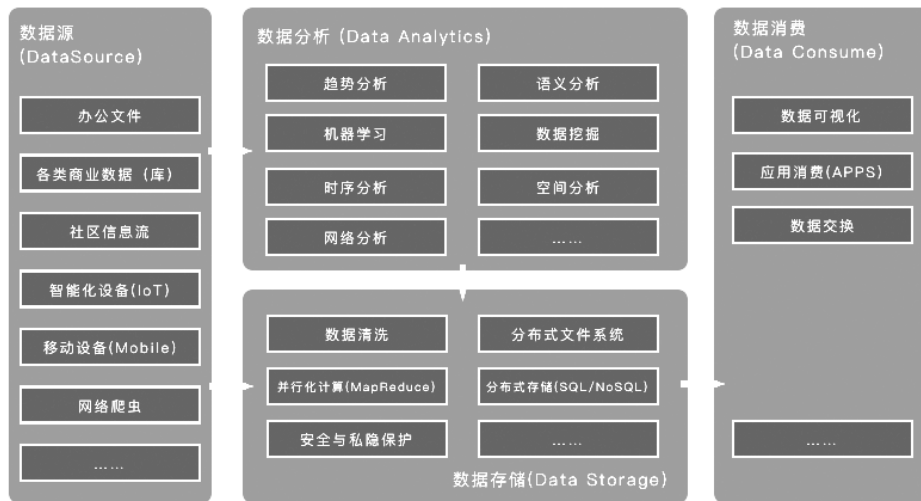 数据源
(DataSource)
办公文件
各类商业数据（库）
社区信息流
智能化设备(IoT)
移动设备(Mobile)
网络爬虫
……
数据分析 (Data Analytics)
趋势分析
语义分析
机器学习
数据挖掘
时序分析
空间分析
网络分析
……
数据清洗
分布式文件系统
并行化计算(MapReduce)
分布式存储(SQL/NoSQL)
安全与私隐保护
……
数据存储(Data Storage)
数据消费
(Data Consume)
数据可视化
应用消费(APPS)
数据交换
……